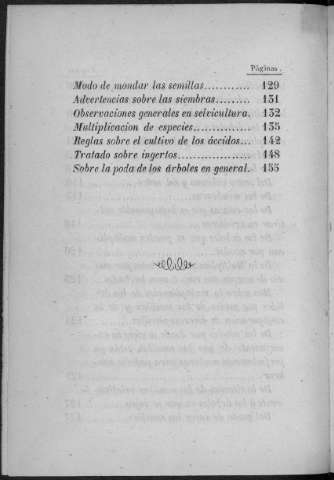 Páginas.
Modo de mondar las semillas............ 129
Advertencias sobre las siembras......... 131
Observaciones generales en selvicultura. 132
Multiplicacion de especies.............. 135
Reglas sobre el cultivo de los áccidos... 142
Tratado sobre ingertos................. 148
Sobre la poda de los árboles en general. 155